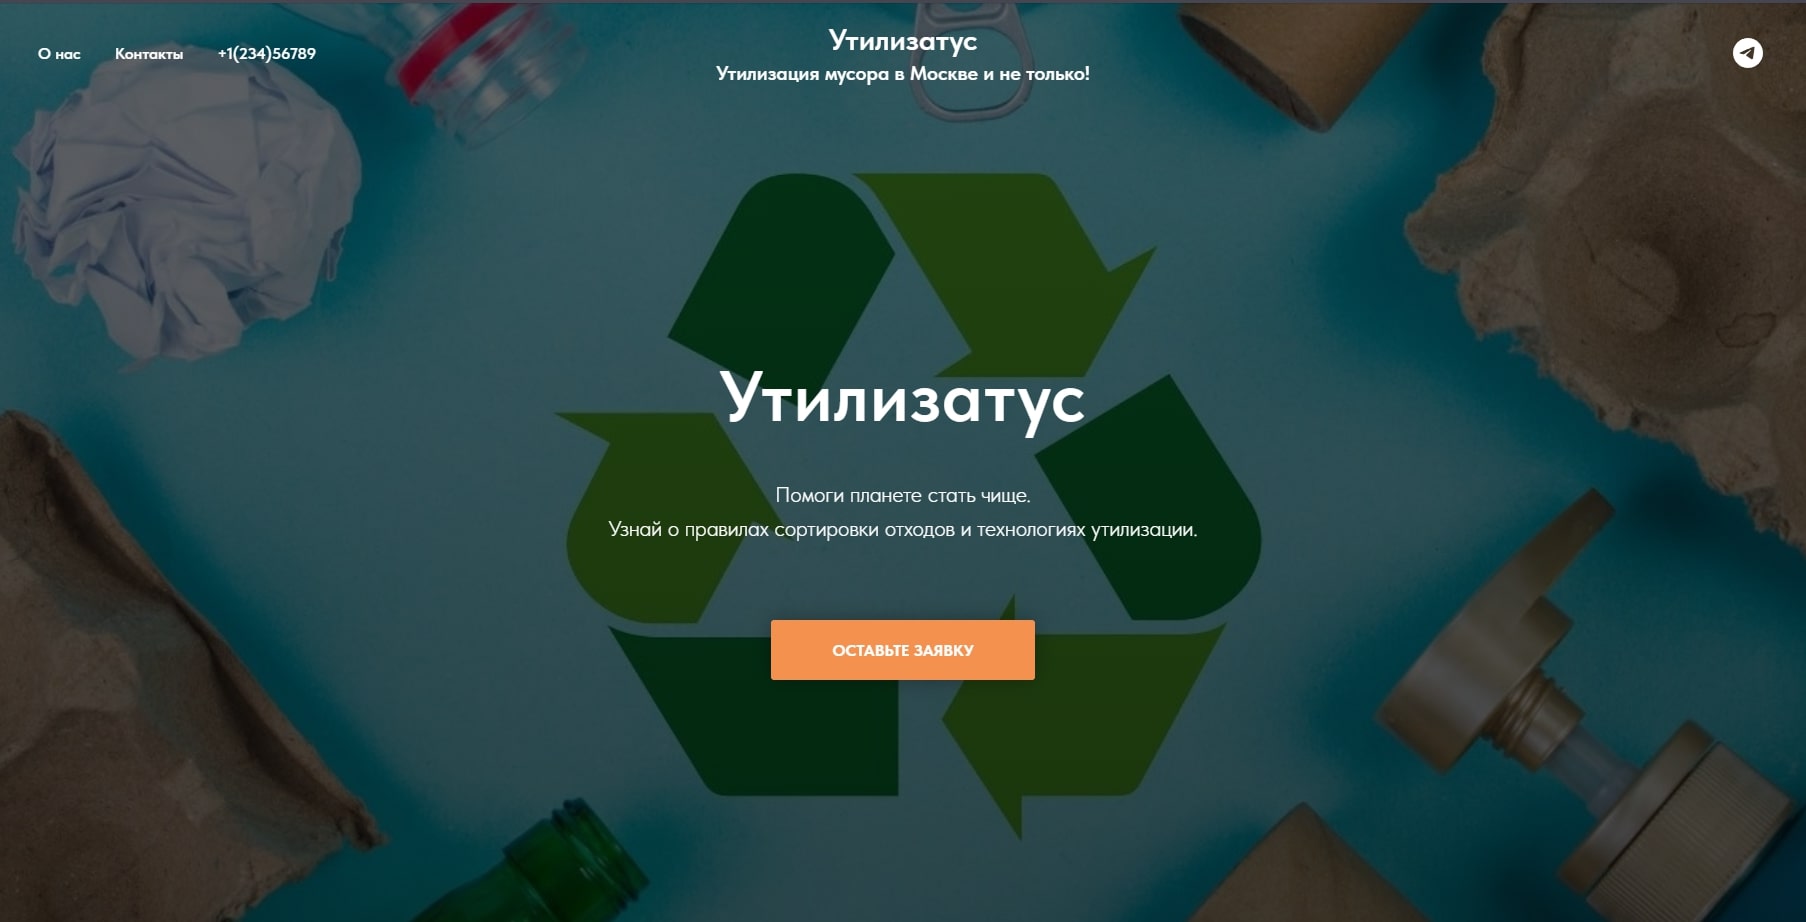 О нас
Контакты
+1(234)56789
Утилизатус
Утилизация мусора в Москве и не только!
Утилизатус
Помоги планете стать чище.
Узнай о правилах сортировки отходов и технологиях утилизации.
ОСТАВЬТЕ ЗАЯВКУ